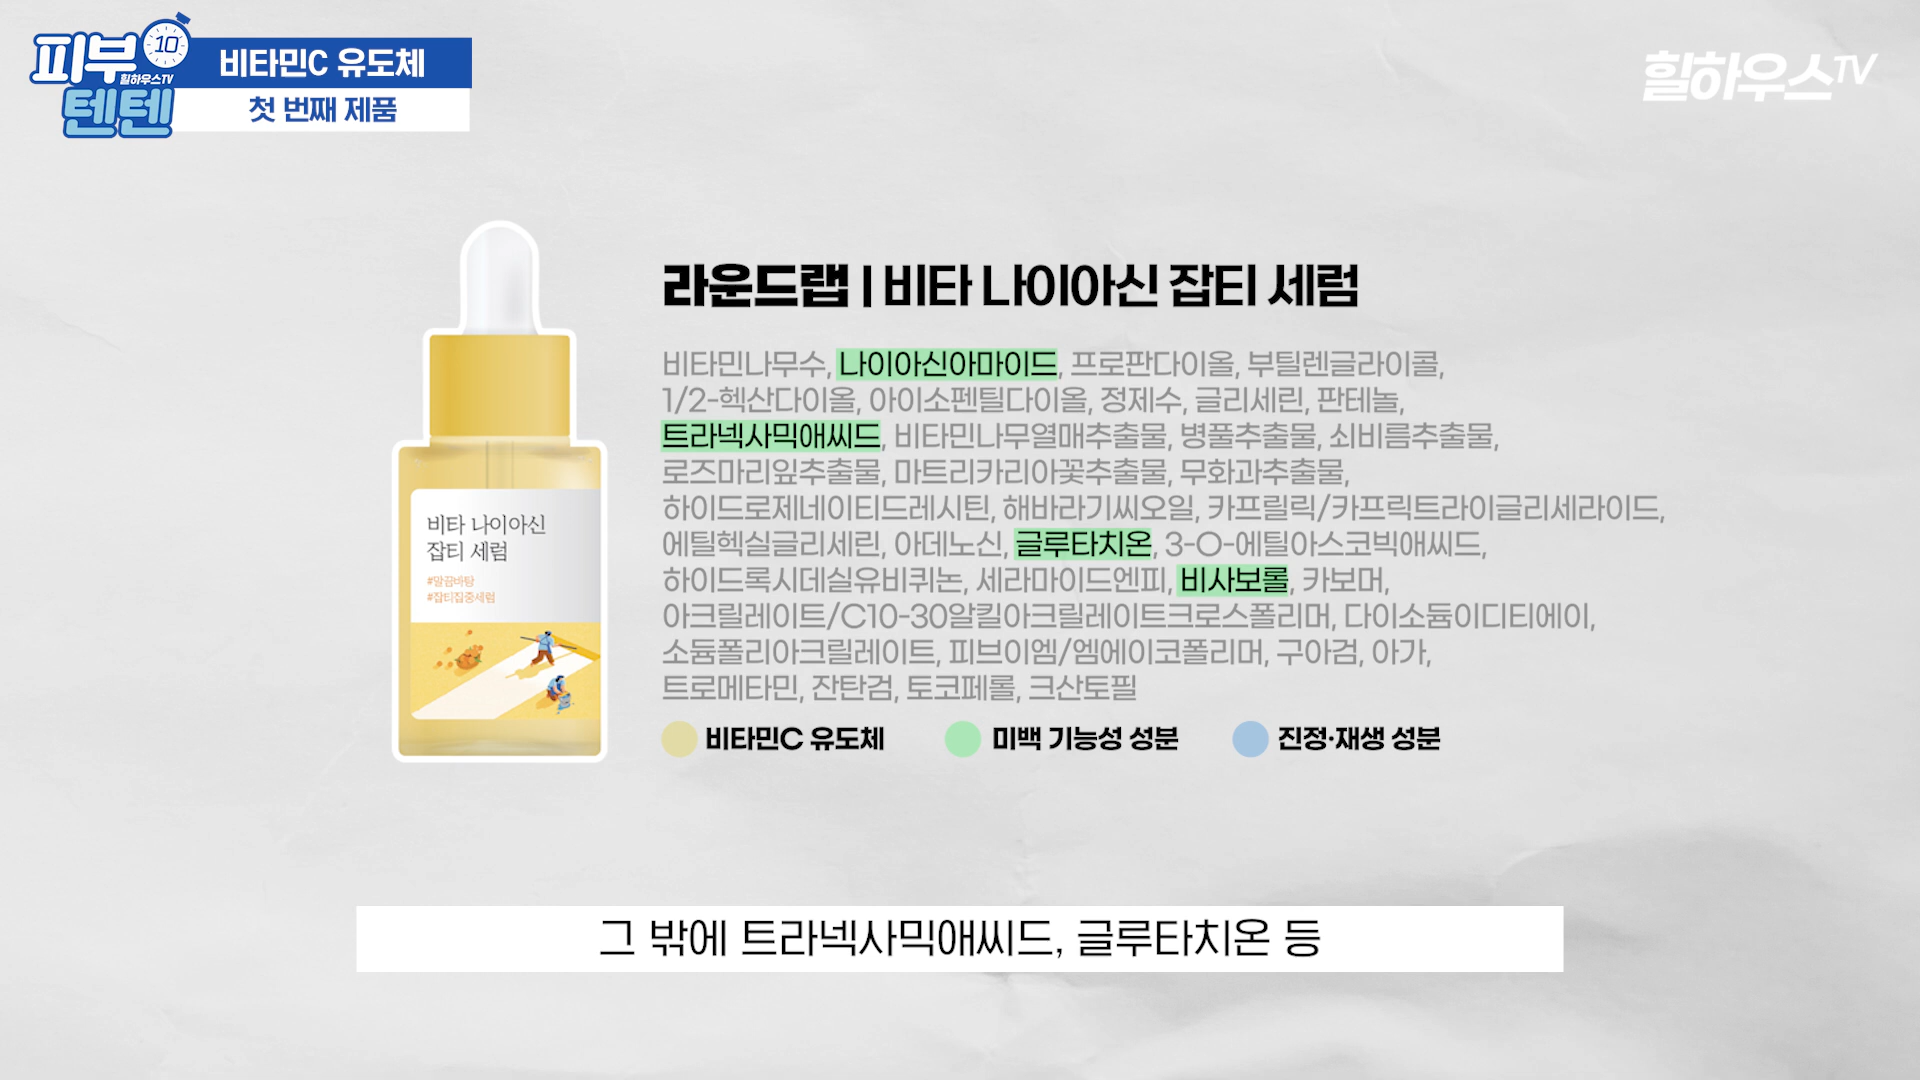 피부
10
힐하우스TV
텐텐
비타민C 유도체
첫 번째 제품
힐하우스TV
라운드랩 | 비타 나이아신 잡티 세럼
비타민나무수, 나이아신아마이드, 프로판다이올, 부틸렌글라이콜,
1/2-헥산다이올, 아이소펜틸다이올, 정제수, 글리세린, 판테놀,
트라넥사믹애씨드, 비타민나무열매추출물, 병풀추출물, 쇠비름추출물,
로즈마리잎추출물, 마트리카리아꽃추출물, 무화과추출물,
하이드로제네이티드레시틴, 해바라기씨오일, 카프릴릭/카프릭트라이글리세라이드,
에틸헥실글리세린, 아데노신, 글루타치온, 3-O-에틸아스코빅애씨드,
하이드록시데실유비퀴논, 세라마이드엔피, 비사보롤, 카보머,
아크릴레이트/C10-30알킬아크릴레이트크로스폴리머, 다이소듐이디티에이,
소듐폴리아크릴레이트, 피브이엠/엠에이코폴리머, 구아검, 아가,
트로메타민, 잔탄검, 토코페롤, 크산토필
비타 나이아신
잡티 세럼
#말끔바탕
#잡티집중세럼
비타민C 유도체 미백 기능성 성분 진정·재생 성분
그 밖에 트라넥사믹애씨드, 글루타치온 등